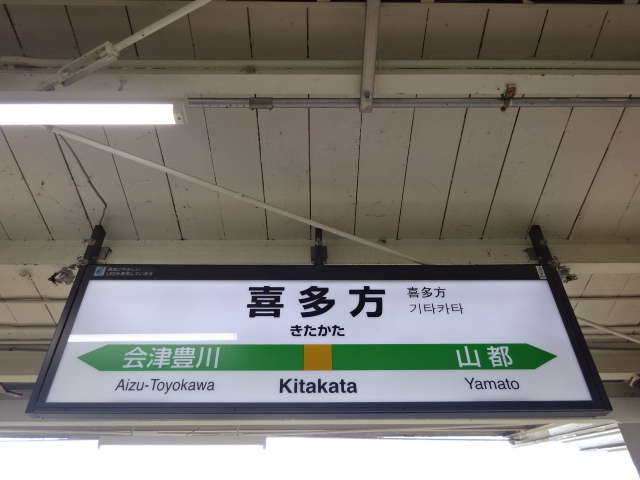 喜多方
喜多方
기타카타
きたかた
会津豊川
山都
Aizu-Toyokawa
Kitakata
Yamato